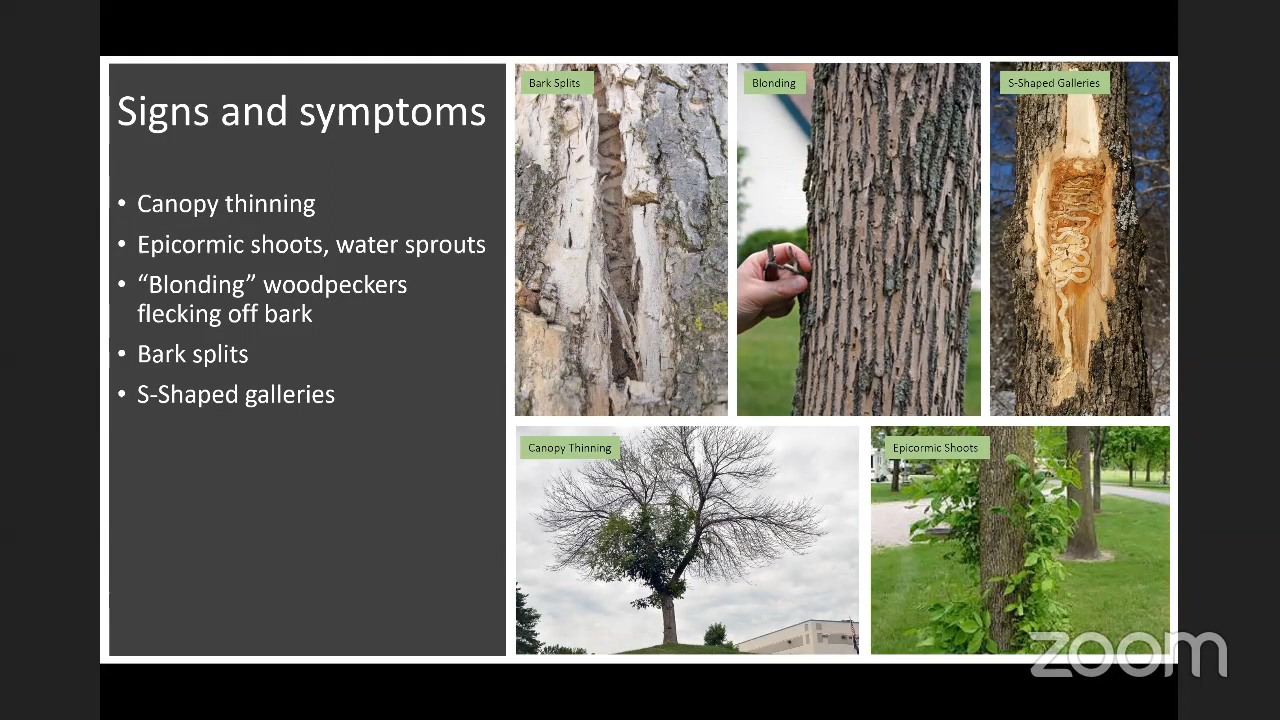 Signs and symptoms
• Canopy thinning
• Epicormic shoots, water sprouts
• “Blonding” woodpeckers
flecking off bark
• Bark splits
• S-Shaped galleries
Bark Splits
Blonding
S-Shaped Galleries
Canopy Thinning
Epicormic Shoots
zoom